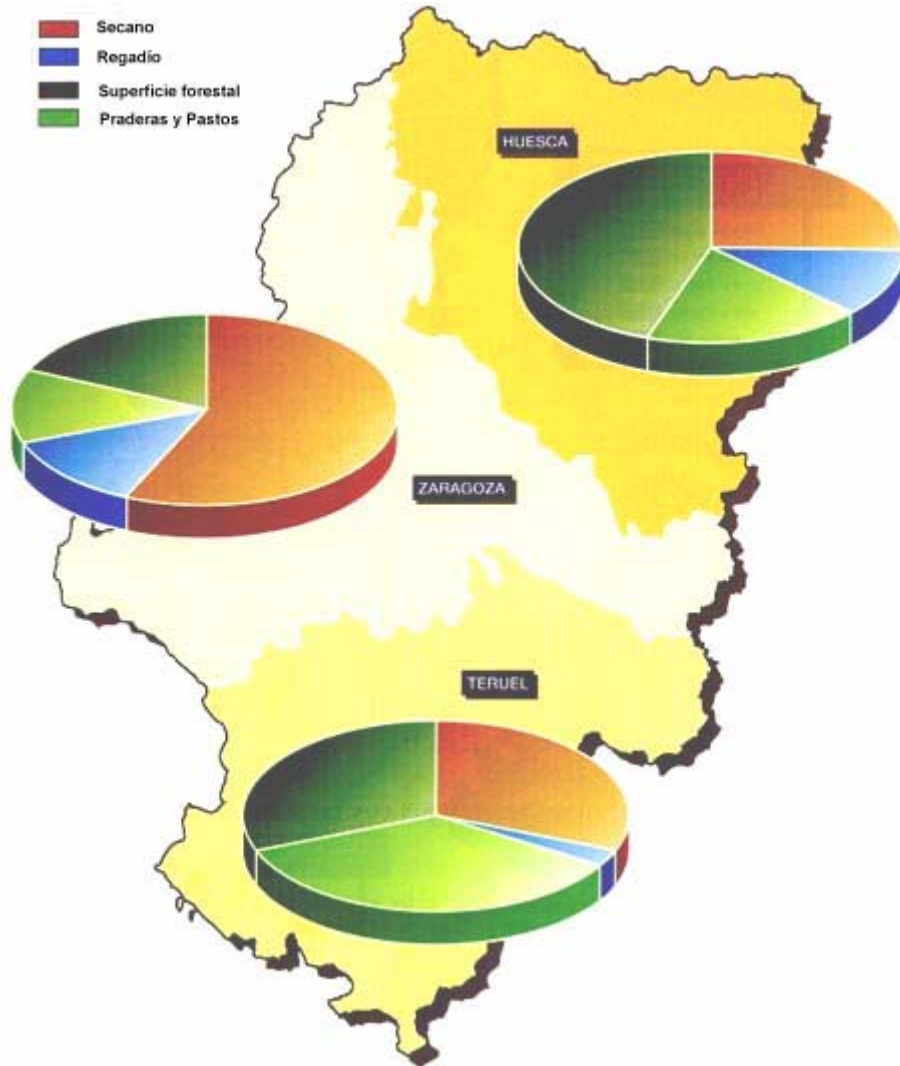 Secano
Regadío
Superficie forestal
Praderas y Pastos
HUESCA
ZARAGOZA
TERUEL